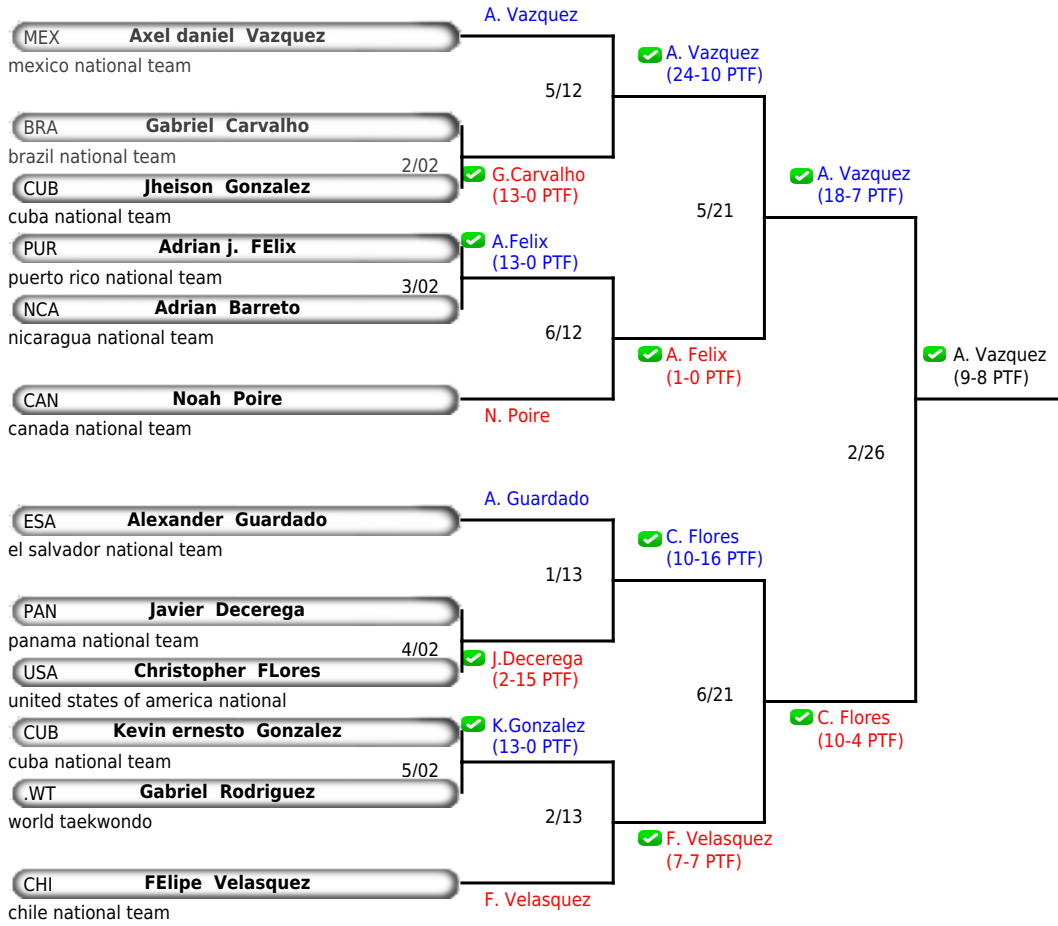 A. Vazquez
MEX Axel daniel Vazquez
mexico national team
A. Vazquez
(24-10 PTF)
5/12
BRA Gabriel Carvalho
brazil national team
2/02
G.Carvalho
(13-0 PTF)
CUB Jheison Gonzalez
cuba national team
A. Vazquez
(18-7 PTF)
5/21
PUR Adrian j. FElix
puerto rico national team
A.Felix
(13-0 PTF)
3/02
NCA Adrian Barreto
nicaragua national team
6/12
A. Felix
(1-0 PTF)
A. Vazquez
(9-8 PTF)
CAN Noah Poire
canada national team
N. Poire
2/26
A. Guardado
ESA Alexander Guardado
el salvador national team
C. Flores
(10-16 PTF)
1/13
PAN Javier Decerega
panama national team
4/02
J.Decerega
(2-15 PTF)
USA Christopher FLores
united states of america national
6/21
C. Flores
(10-4 PTF)
CUB Kevin ernesto Gonzalez
cuba national team
K.Gonzalez
(13-0 PTF)
5/02
.WT Gabriel Rodriguez
world taekwondo
2/13
F. Velasquez
(7-7 PTF)
CHI FElipe Velasquez
chile national team
F. Velasquez